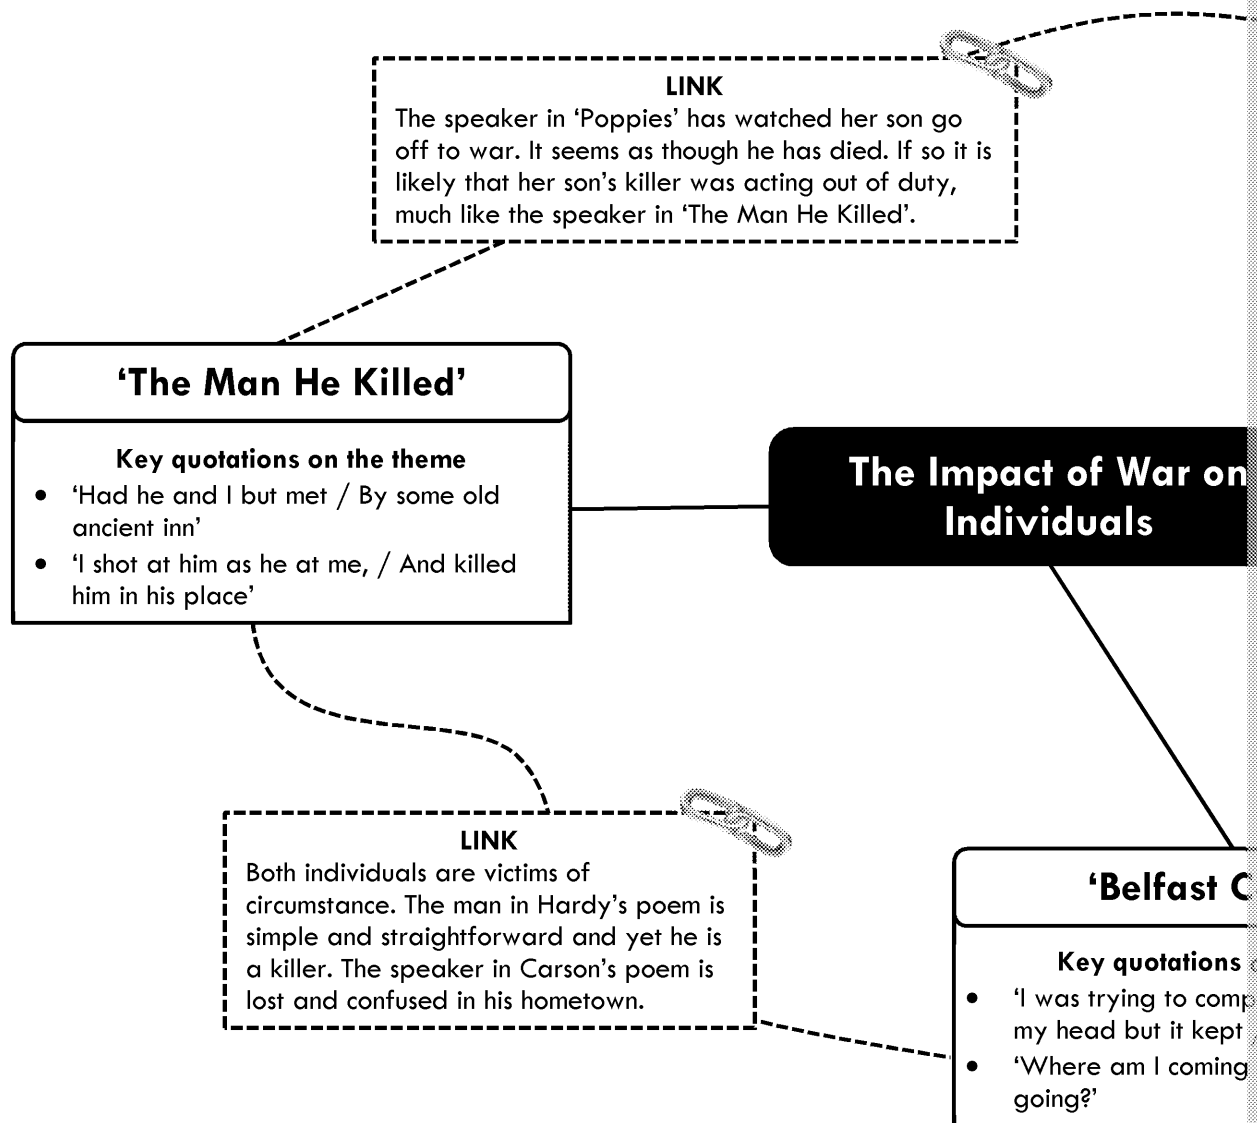 LINK
The speaker in ‘Poppies’ has watched her son go
off to war. It seems as though he has died. If so it is
likely that her son’s killer was acting out of duty,
much like the speaker in ‘The Man He Killed’.
‘The Man He Killed’
Key quotations on the theme
• ‘Had he and I but met / By some old
ancient inn’
• ‘I shot at him as he at me, / And killed
him in his place’
The Impact of War on
Individuals
LINK
Both individuals are victims of
circumstance. The man in Hardy’s poem is
simple and straightforward and yet he is
a killer. The speaker in Carson’s poem is
lost and confused in his hometown.
‘Belfast
Key quotations
• ‘I was trying to
my head but it kept
• ‘Where am I coming
going?’